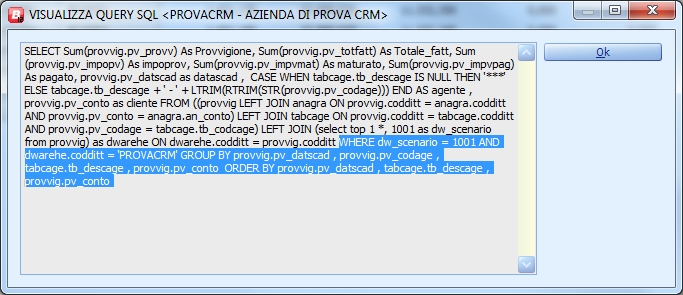 VISUALIZZA QUERY SQL <PROVACRM - AZIENDA DI PROVA CRM>
SELECT Sum(provvig.pv_provv) As Provvigione, Sum(provvig.pv_totfatt) As Totale_fatt, Sum
(provvig.pv_impopv) As impoprov, Sum(provvig.pv_impvmat) As maturato, Sum(provvig.pv_impvpag)
As pagato, provvig.pv_datscad as datascad ,  CASE WHEN tabcage.tb_descage IS NULL THEN '***'
ELSE tabcage.tb_descage + ' - ' + LTRIM(RTRIM(STR(provvig.pv_codage))) END AS agente ,
provvig.pv_conto as cliente FROM ((provvig LEFT JOIN anagra ON provvig.codditt = anagra.codditt
AND provvig.pv_conto = anagra.an_conto) LEFT JOIN tabcage ON provvig.codditt = tabcage.codditt
AND provvig.pv_codage = tabcage.tb_codcage) LEFT JOIN (select top 1 *, 1001 as dw_scenario
from provvig) as dwarehe ON dwarehe.codditt = provvig.codditt WHERE dw_scenario = 1001 AND
dwarehe.codditt = 'PROVACRM' GROUP BY provvig.pv_datscad , provvig.pv_codage ,
tabcage.tb_descage , provvig.pv_conto  ORDER BY provvig.pv_datscad , tabcage.tb_descage ,
provvig.pv_conto
Ok